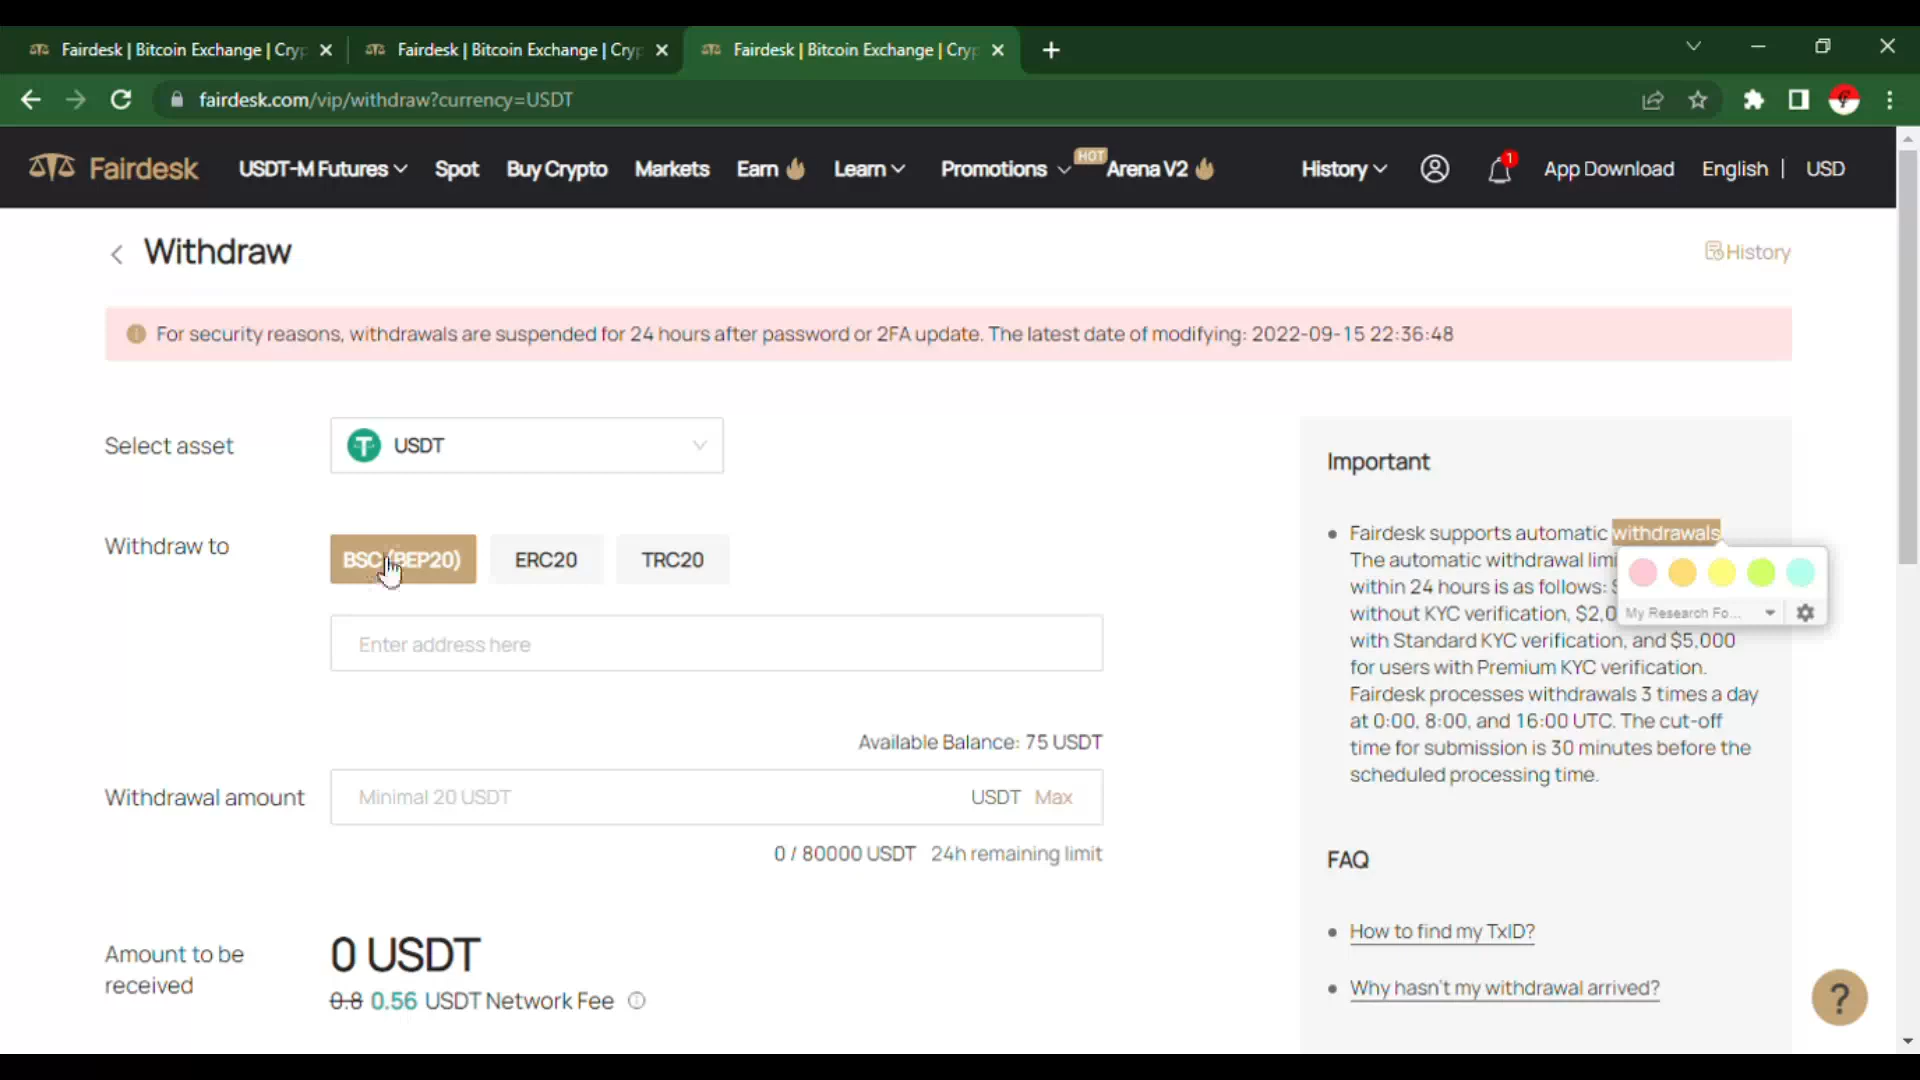 Fairdesk | Bitcoin Exchange | Cryp
Fairdesk | Bitcoin Exchange | Cryp
Fairdesk | Bitcoin Exchange | Cryp
fairdesk.com/vip/withdraw?currency=USDT
Fairdesk USDT-M Futures Spot Buy Crypto Markets Earn Learn Promotions HOT Arena V2 History 1 App Download English | USD
Withdraw
History
For security reasons, withdrawals are suspended for 24 hours after password or 2FA update. The latest date of modifying: 2022-09-15 22:36:48
Select asset
USDT
Withdraw to
BSC (BEP20) ERC20 TRC20
Enter address here
Available Balance: 75 USDT
Withdrawal amount
Minimal 20 USDT
USDT Max
0 / 80000 USDT 24h remaining limit
Amount to be
received
0 USDT
0.8 0.56 USDT Network Fee
Important
Fairdesk supports automatic withdrawals
The automatic withdrawal limi
within 24 hours is as follows: $
without KYC verification, $2,0
with Standard KYC verification, and $5,000
for users with Premium KYC verification.
Fairdesk processes withdrawals 3 times a day
at 0:00, 8:00, and 16:00 UTC. The cut-off
time for submission is 30 minutes before the
scheduled processing time.
My Research Fo...
FAQ
How to find my TxID?
Why hasn't my withdrawal arrived?
?